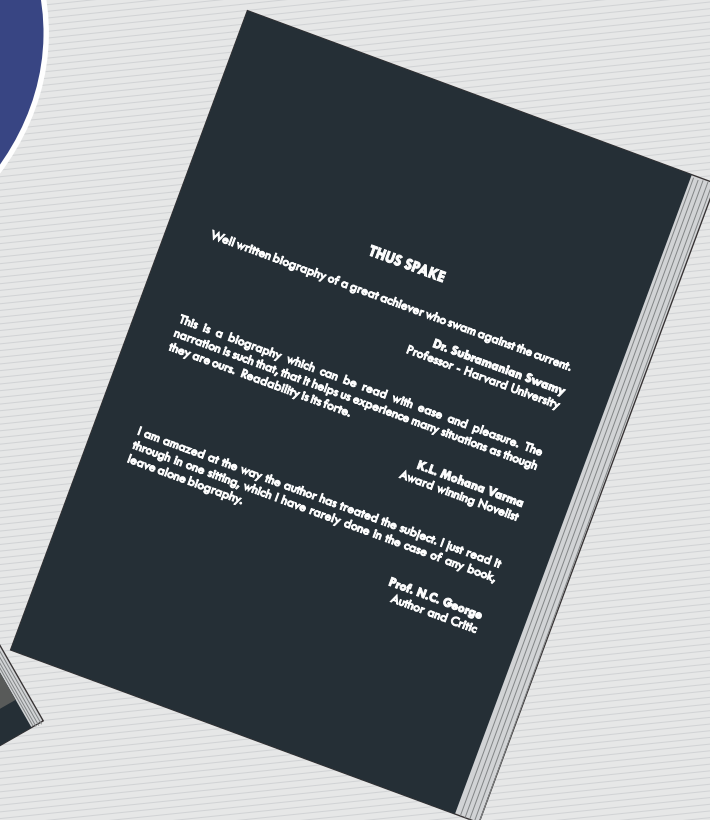 THUS SPAKE
Well written biography of a great achiever who swam against the current.
Dr. Subramanian Swamy
Professor - Harvard University
This is a biography which can be read with ease and pleasure. The
narration is such that, that it helps us experience many situations as though
they are ours. Readability is its forte.
K.L. Mohana Varma
Award winning Novelist
I am amazed at the way the author has treated the subject. I just read it
through in one sitting, which I have rarely done in the case of any book,
leave alone biography.
Prof. N.C. George
Author and Critic